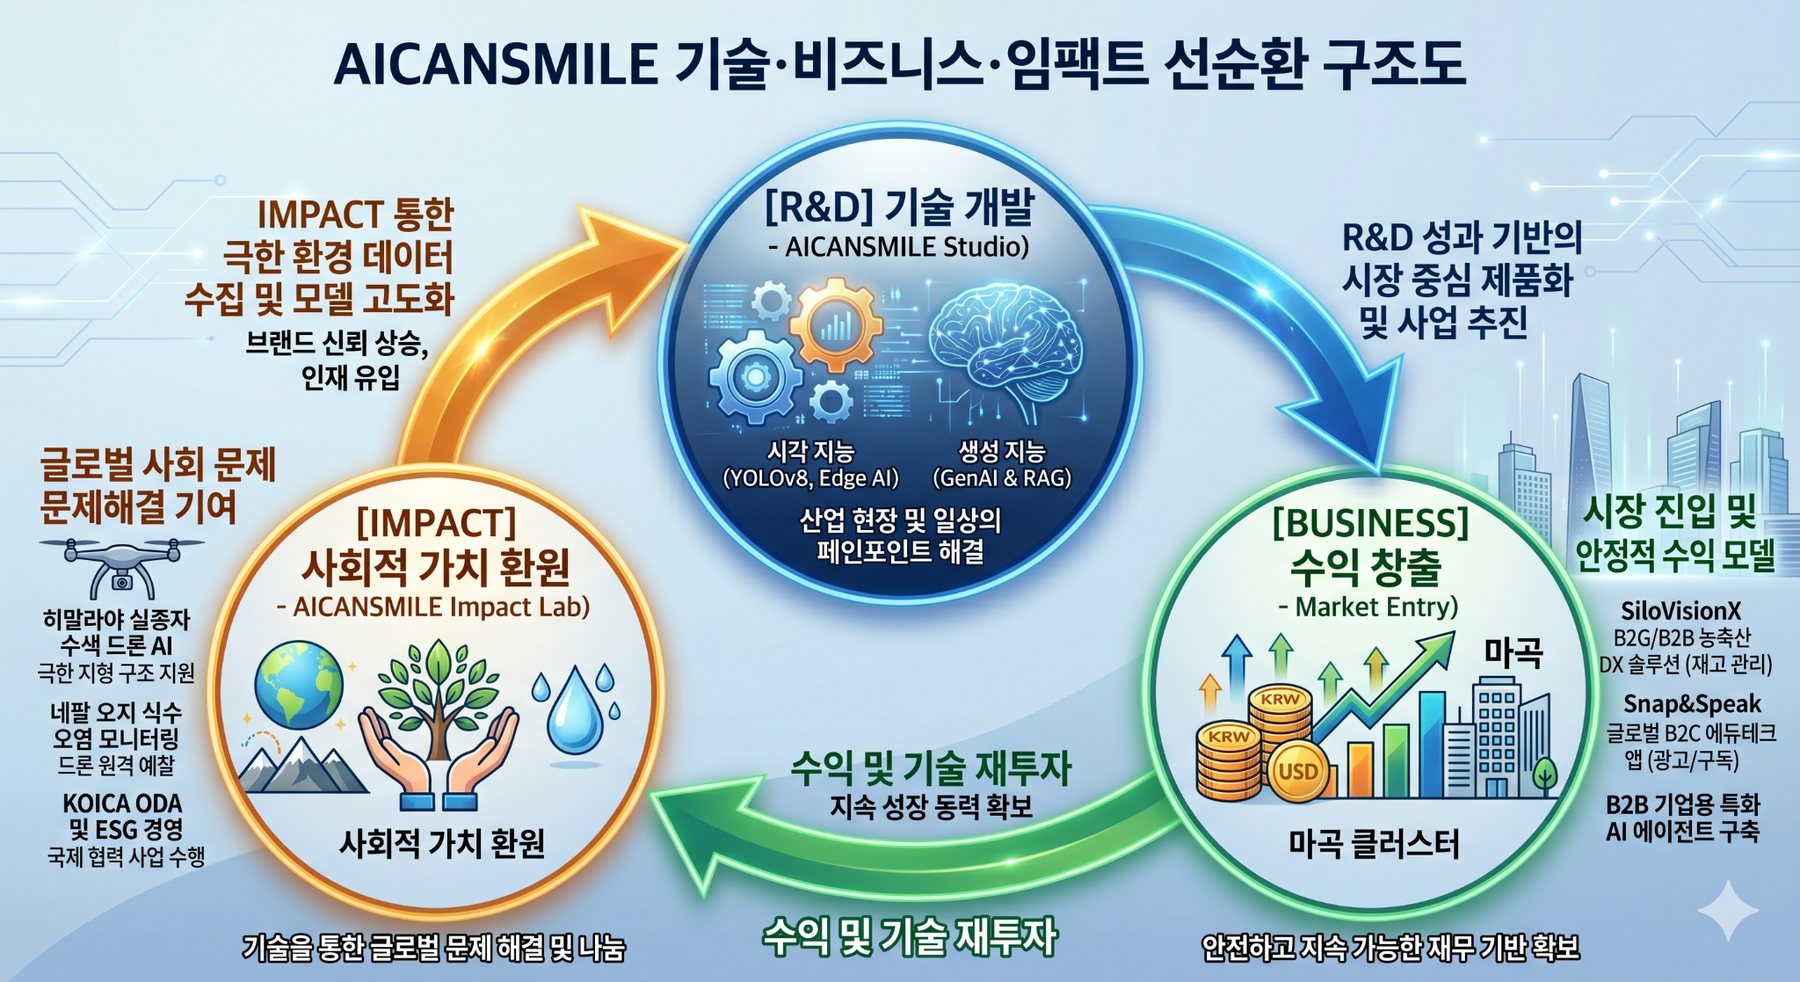 AICANSMILE 기술·비즈니스·임팩트 선순환 구조도
IMPACT 통한
극한 환경 데이터
수집 및 모델 고도화
브랜드 신뢰 상승,
인재 유입
[R&D] 기술 개발
- AICANSMILE Studio)
시각 지능
(YOLOv8, Edge AI)
생성 지능
(GenAI & RAG)
산업 현장 및 일상의
페인포인트 해결
R&D 성과 기반의
시장 중심 제품화
및 사업 추진
글로벌 사회 문제
문제해결 기여
히말라야 실종자
수색 드론 AI
극한 지형 구조 지원
네팔 오지 식수
오염 모니터링
드론 원격 예찰
KOICA ODA
및 ESG 경영
국제 협력 사업 수행
[IMPACT]
사회적 가치 환원
- AICANSMILE Impact Lab)
사회적 가치 환원
기술을 통한 글로벌 문제 해결 및 나눔
수익 및 기술 재투자
지속 성장 동력 확보
수익 및 기술 재투자
[BUSINESS]
수익 창출
- Market Entry)
마곡
KRW
KRW
USD
마곡 클러스터
안전하고 지속 가능한 재무 기반 확보
시장 진입 및
안정적 수익 모델
SiloVisionX
B2G/B2B 농축산
DX 솔루션 (재고 관리)
Snap&Speak
글로벌 B2C 에듀테크
앱 (광고/구독)
B2B 기업용 특화
AI 에이전트 구축